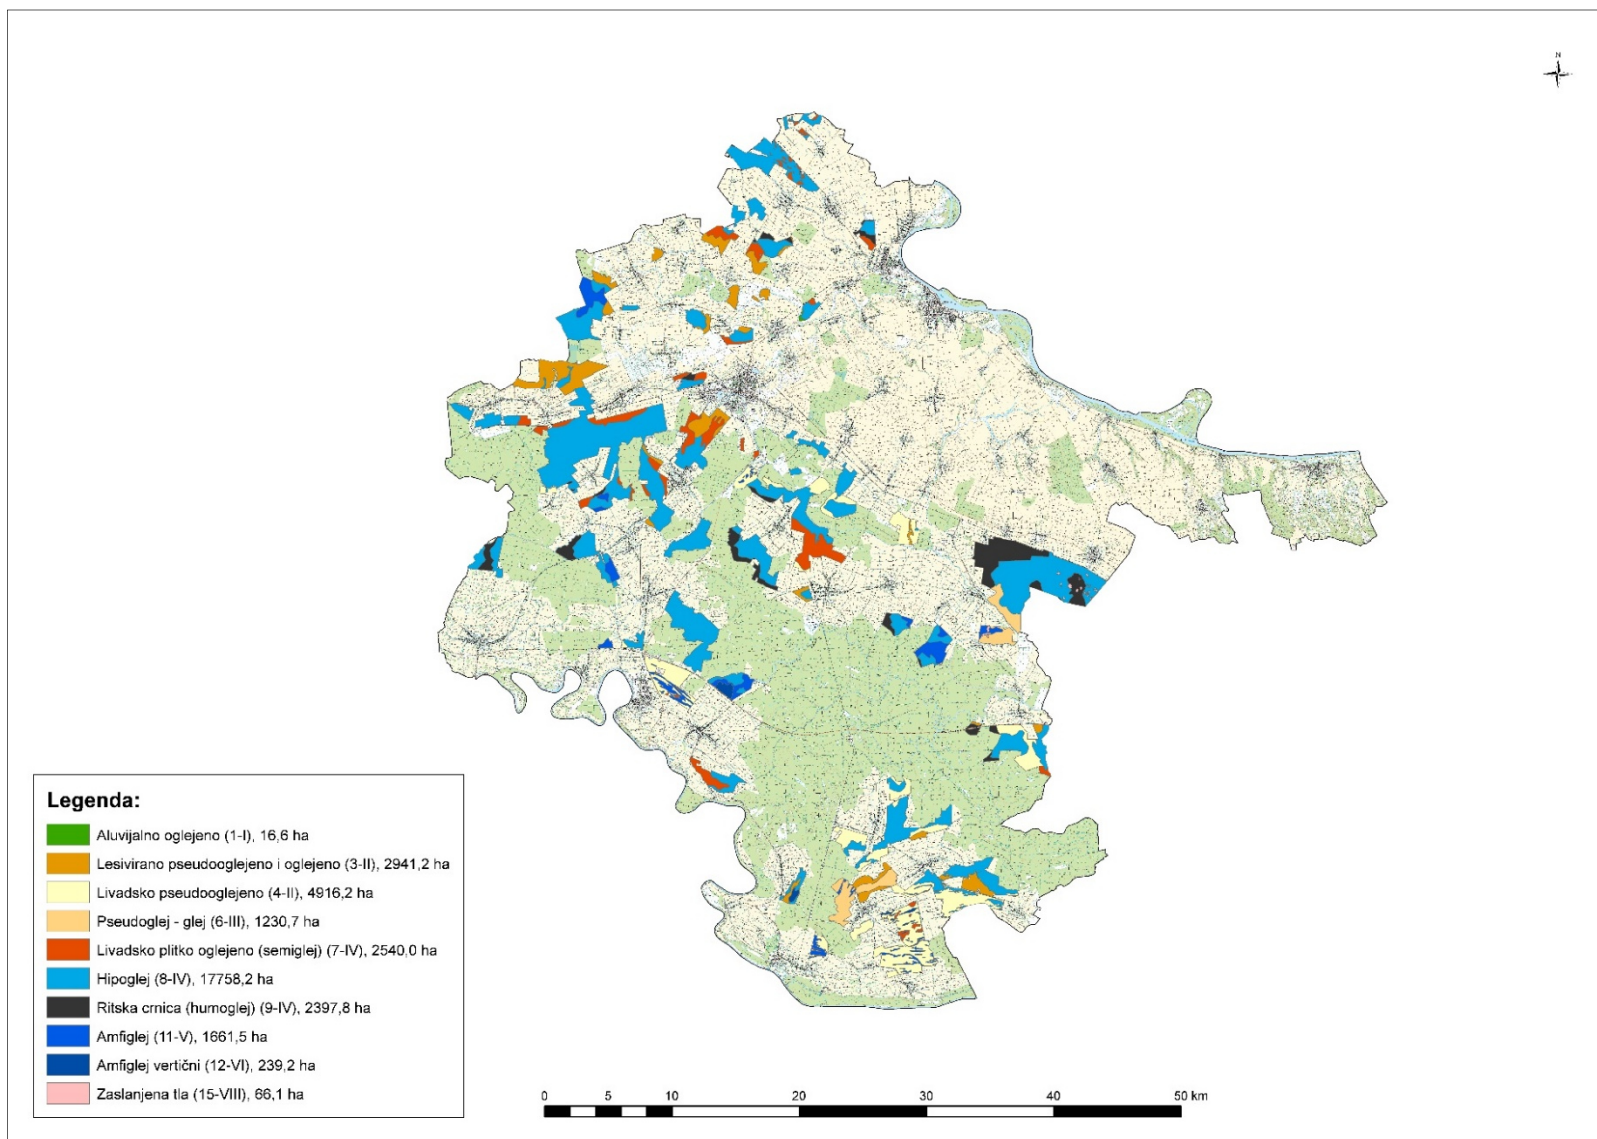 N
Legenda:
Aluvijalno oglejeno (1-I), 16,6 ha
Lesivirano pseudooglejeno i oglejeno (3-II), 2941,2 ha
Livadsko pseudooglejeno (4-II), 4916,2 ha
Pseudoglej - glej (6-III), 1230,7 ha
Livadsko plitko oglejeno (semiglej) (7-IV), 2540,0 ha
Hipoglej (8-IV), 17758,2 ha
Ritska crnica (humoglej) (9-IV), 2397,8 ha
Amfiglej (11-V), 1661,5 ha
Amfiglej vertični (12-VI), 239,2 ha
Zaslanjena tla (15-VIII), 66,1 ha
0 5 10 20 30 40 50 km